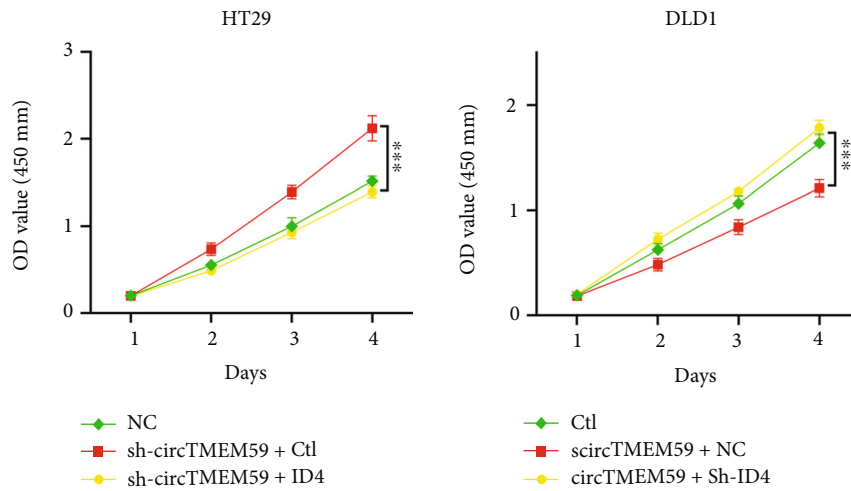 HT29
3
2
1
0
OD value (450 mm)
***
1 2 3 4
Days
NC
sh-circTMEM59 + Ctl
sh-circTMEM59 + ID4
DLD1
2
1
0
OD value (450 mm)
***
1 2 3 4
Days
Ctl
scircTMEM59 + NC
circTMEM59 + Sh-ID4